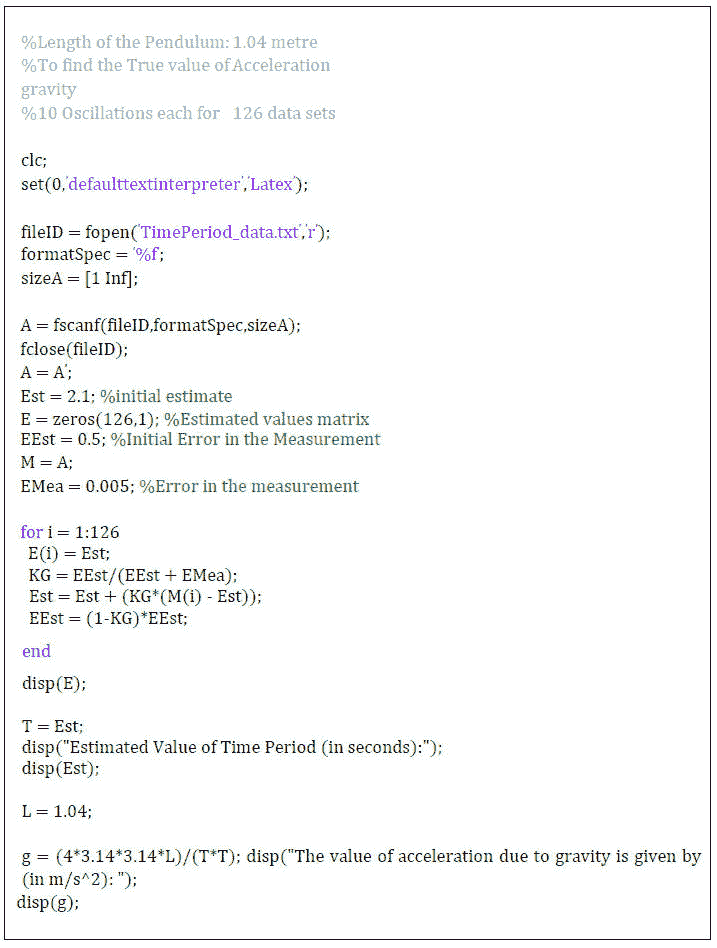 %Length of the Pendulum: 1.04 metre
%To find the True value of Acceleration
gravity
%10 Oscillations each for 126 data sets
clc;
set(0,'defaulttextinterpreter','Latex');
fileID = fopen('TimePeriod_data.txt','r');
formatSpec = '%f';
sizeA = [1 Inf];
A = fscanf(fileID,formatSpec,sizeA);
fclose(fileID);
A = A';
Est = 2.1; %initial estimate
E = zeros(126,1); %Estimated values matrix
EEst = 0.5; %Initial Error in the Measurement
M = A;
EMea = 0.005; %Error in the measurement
for i = 1:126
E(i) = Est;
KG = EEst/(EEst + EMea);
Est = Est + (KG*(M(i) - Est));
EEst = (1-KG)*EEst;
end
disp(E);
T = Est;
disp("Estimated Value of Time Period (in seconds):");
disp(Est);
L = 1.04;
g = (4*3.14*3.14*L)/(T*T); disp("The value of acceleration due to gravity is given by
(in m/s^2): ");
disp(g);